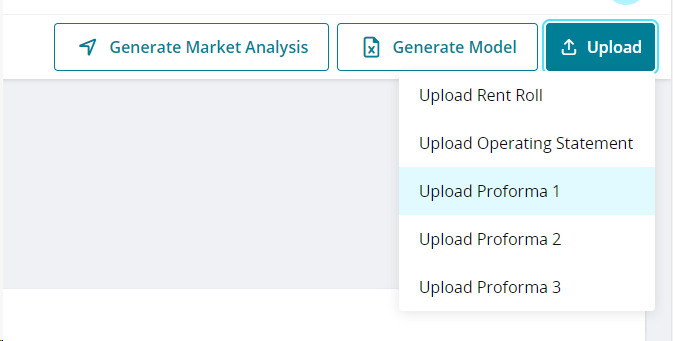 Generate Market Analysis
Generate Model
Upload
Upload Rent Roll
Upload Operating Statement
Upload Proforma 1
Upload Proforma 2
Upload Proforma 3